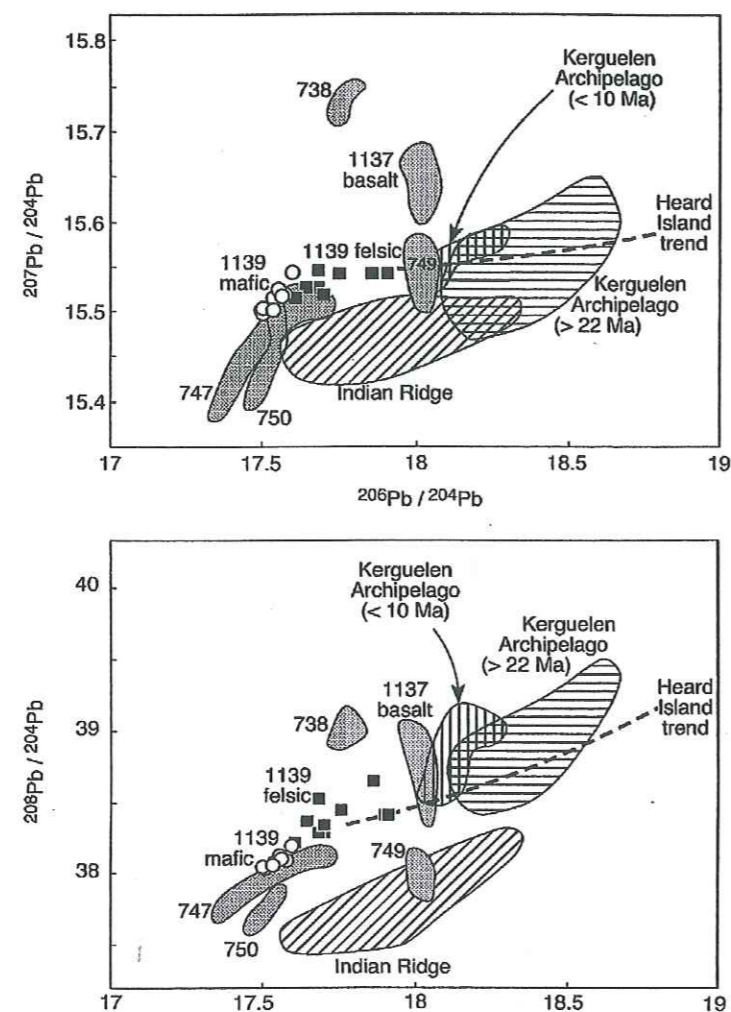 15.8
15.7
15.6
15.5
15.4
207Pb / 204Pb
738
1137
basalt
Kerguelen
Archipelago
(< 10 Ma)
1139 felsic
749
Heard
Island
trend
1139
mafic
Kerguelen
Archipelago
(> 22 Ma)
747
750
Indian Ridge
17
17.5
18
18.5
19
206Pb / 204Pb
40
39
38
208Pb / 204Pb
Kerguelen
Archipelago
(< 10 Ma)
Kerguelen
Archipelago
(> 22 Ma)
738
1137
basalt
Heard
Island
trend
1139
felsic
1139
mafic
749
747
750
Indian Ridge
17
17.5
18
18.5
19